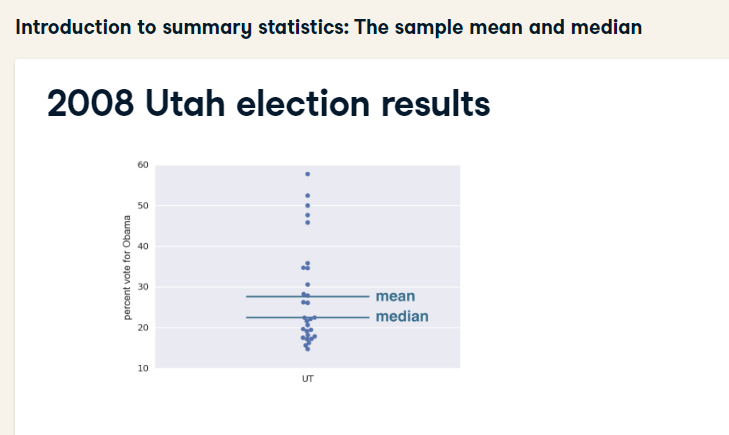 Introduction to summary statistics: The sample mean and median
2008 Utah election results
60
50
40
30
20
10
percent vote for Obama
mean
median
UT